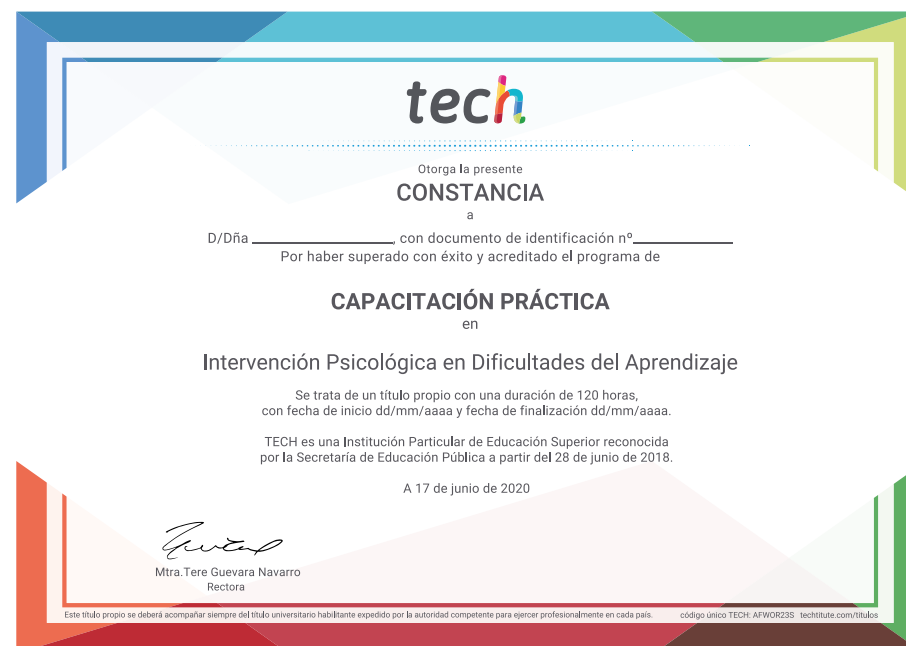 tech
Otorga la presente
CONSTANCIA
a
D/Dña ____________________, con documento de identificación nº______________
Por haber superado con éxito y acreditado el programa de
CAPACITACIÓN PRÁCTICA
en
Intervención Psicológica en Dificultades del Aprendizaje
Se trata de un título propio con una duración de 120 horas,
con fecha de inicio dd/mm/aaaa y fecha de finalización dd/mm/aaaa.
TECH es una Institución Particular de Educación Superior reconocida
por la Secretaría de Educación Pública a partir del 28 de junio de 2018.
A 17 de junio de 2020
Mtra.Tere Guevara Navarro
Rectora
Este título propio se deberá acompañar siempre del título universitario habilitante expedido por la autoridad competente para ejercer profesionalmente en cada país. código único TECH: AFWOR23S techtitute.com/titulos